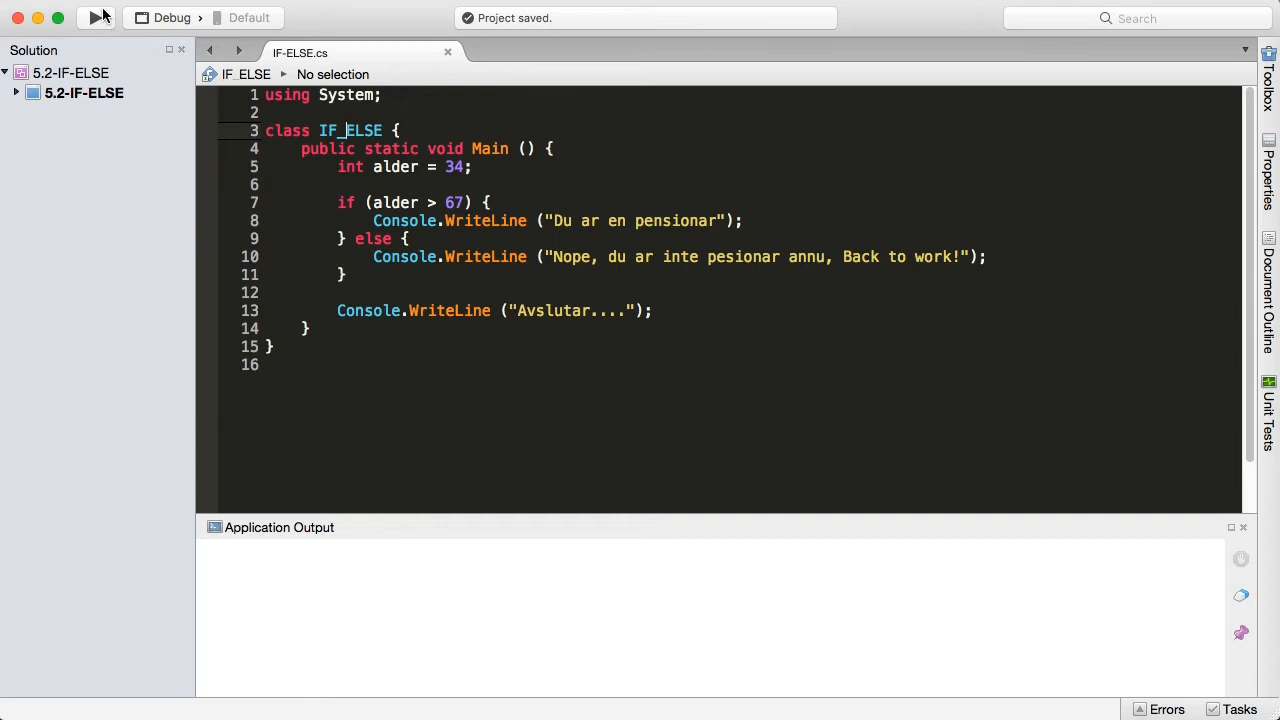 Debug › Default
Project saved.
Search
Solution
5.2-IF-ELSE
5.2-IF-ELSE
IF-ELSE.cs
IF_ELSE ▸ No selection
1 using System;
2
3 class IF_ELSE {
4 public static void Main () {
5 int alder = 34;
6
7 if (alder > 67) {
8 Console.WriteLine ("Du ar en pensionar");
9 } else {
10 Console.WriteLine ("Nope, du ar inte pesionar annu, Back to work!");
11 }
12
13 Console.WriteLine ("Avslutar....");
14 }
15 }
16
Toolbox
Properties
Document Outline
Unit Tests
Application Output
Errors
Tasks